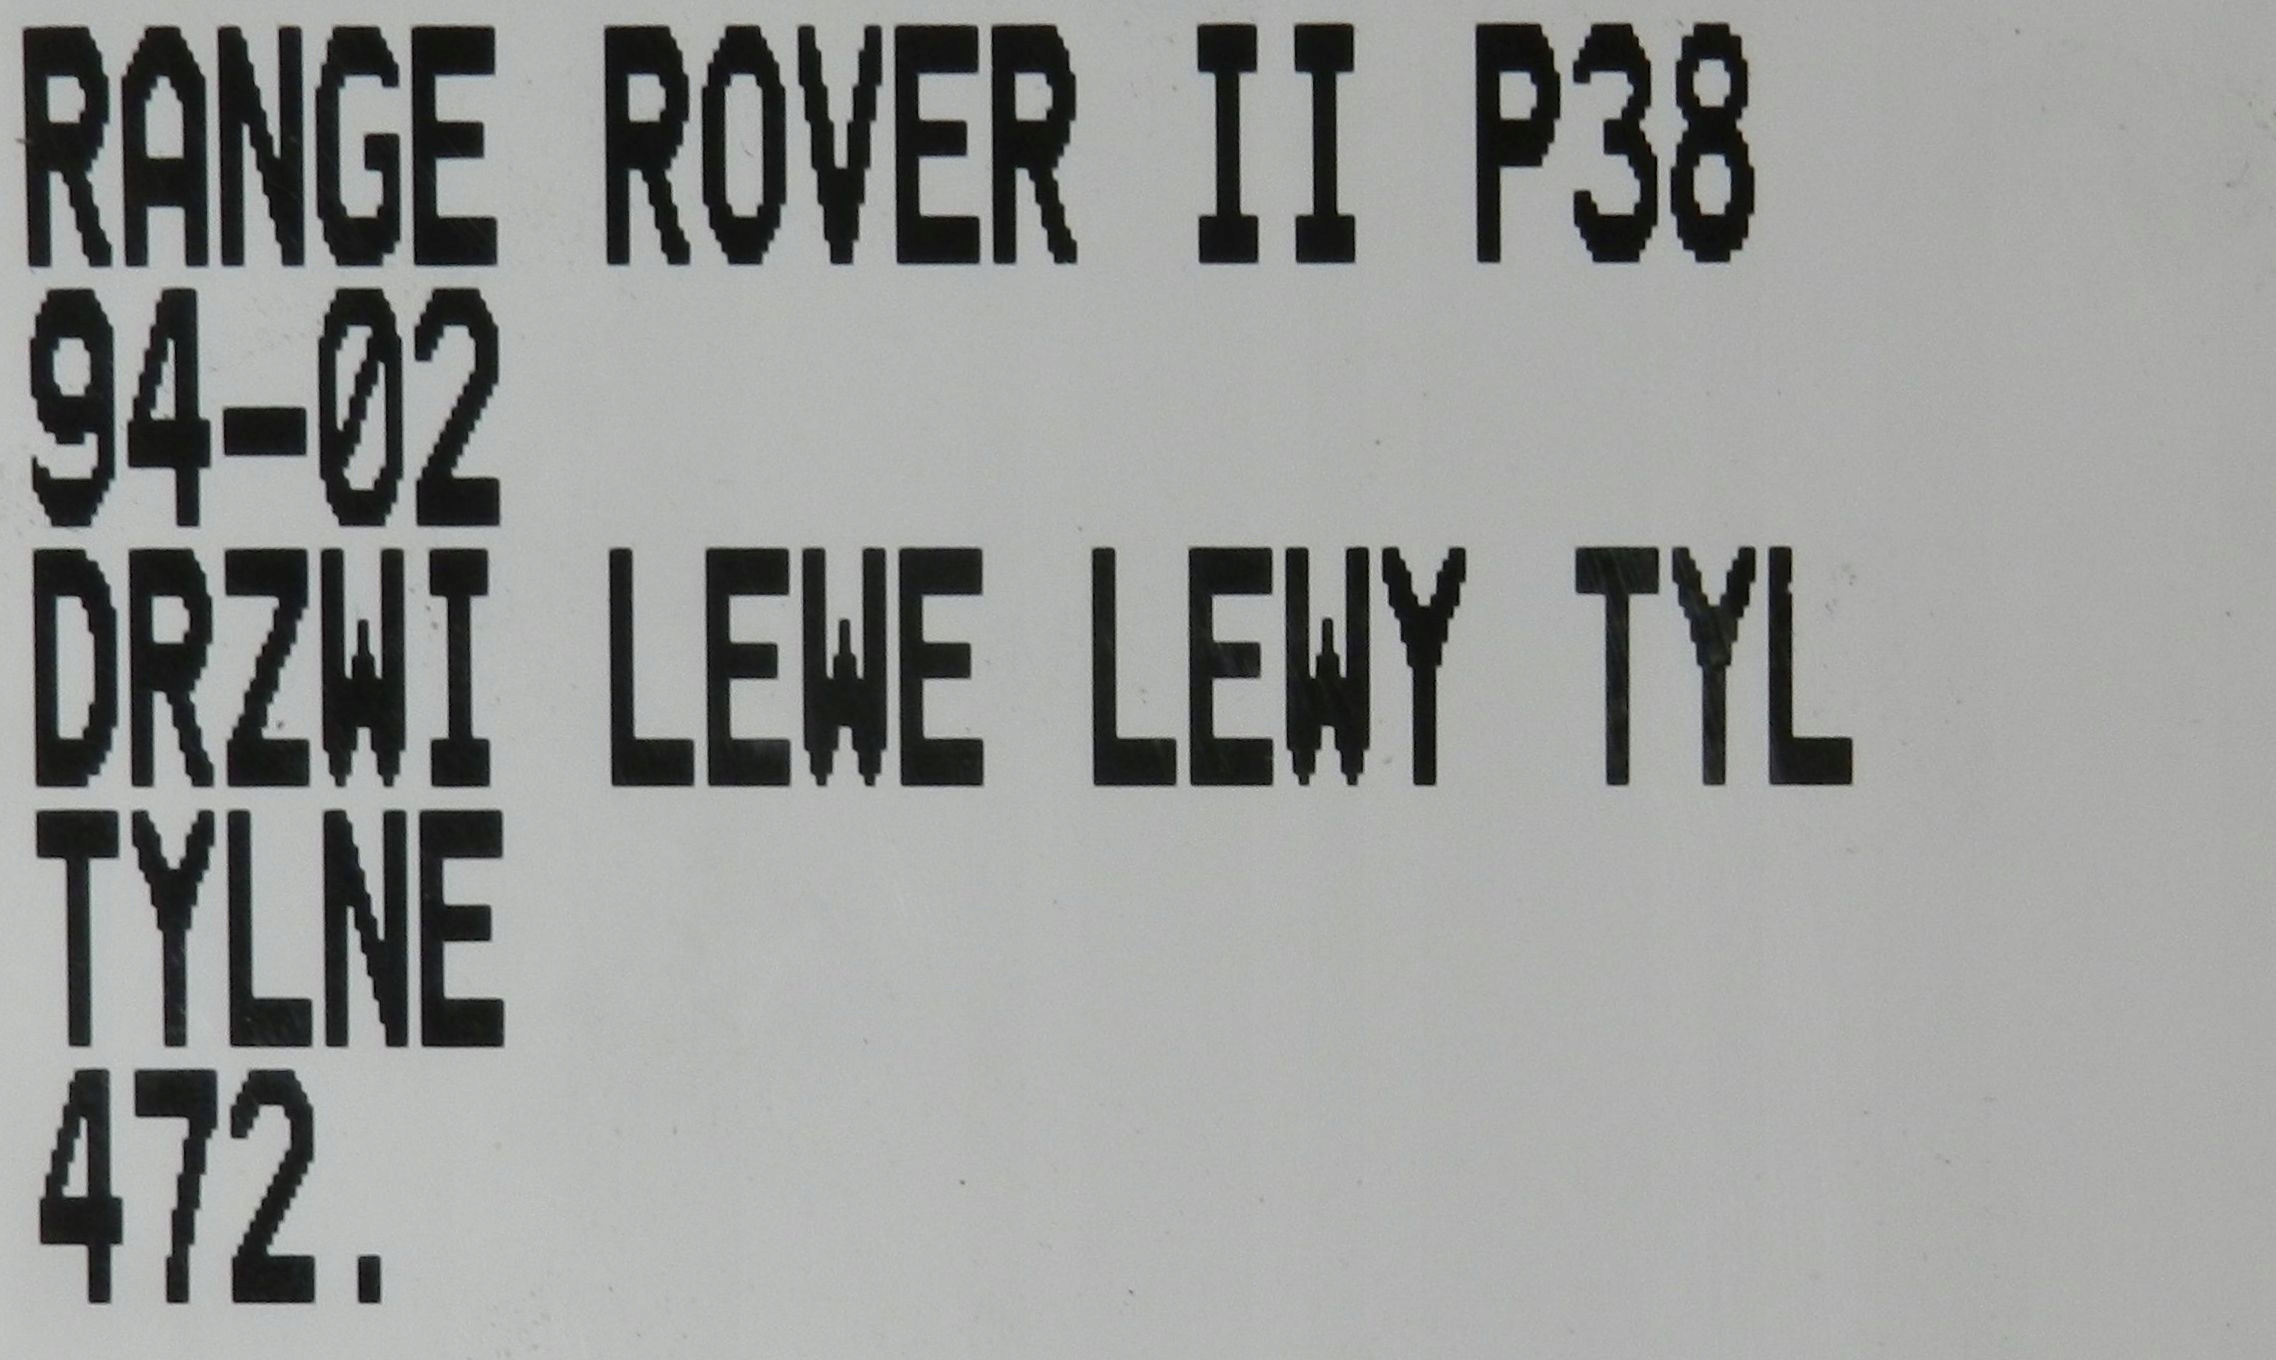 RANGE ROVER II P38
94-02
DRZWI LEWE LEWY TYL
TYLNE
472.